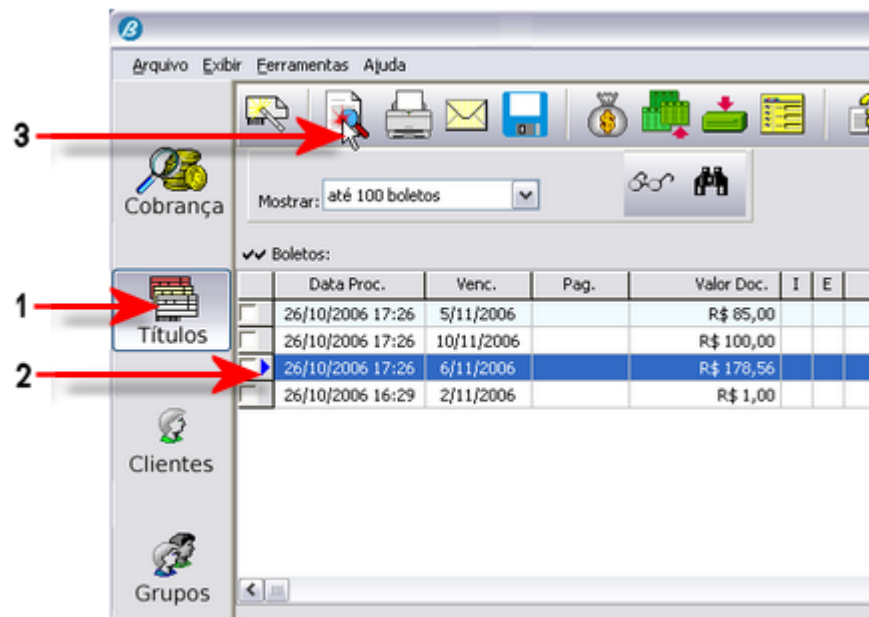 Arquivo Exibir Ferramentas Ajuda
3
Cobrança
Mostrar: até 100 boletos
Boletos:
Data Proc. Venc. Pag. Valor Doc. I E
1
Títulos
26/10/2006 17:26 5/11/2006 R$ 85,00
26/10/2006 17:26 10/11/2006 R$ 100,00
2
26/10/2006 17:26 6/11/2006 R$ 178,56
26/10/2006 16:29 2/11/2006 R$ 1,00
Clientes
Grupos